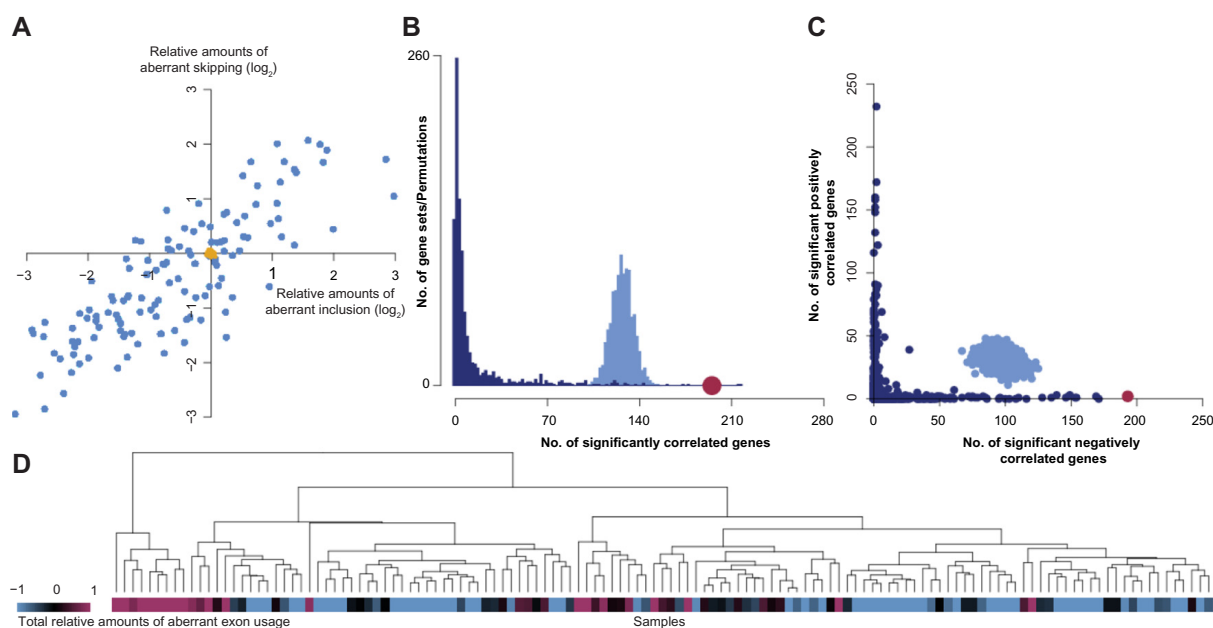 A
Relative amounts of
aberrant skipping (log2)
3
2
1
−3
−2
−1
1
2
3
−1
−2
−3
Relative amounts of
aberrant inclusion (log2)
B
No. of gene sets/Permutations
260
0
0
70
140
210
280
No. of significantly correlated genes
C
No. of significant positively
correlated genes
250
200
150
100
50
0
0
50
100
150
200
250
No. of significant negatively
correlated genes
D
−1
0
1
Total relative amounts of aberrant exon usage
Samples